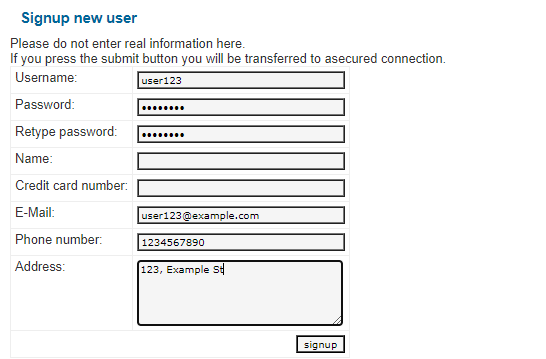 Signup new user
Please do not enter real information here.
If you press the submit button you will be transferred to asecured connection.
Username: user123
Password: ••••••••
Retype password: ••••••••
Name:
Credit card number:
E-Mail: user123@example.com
Phone number: 1234567890
Address: 123, Example St
signup